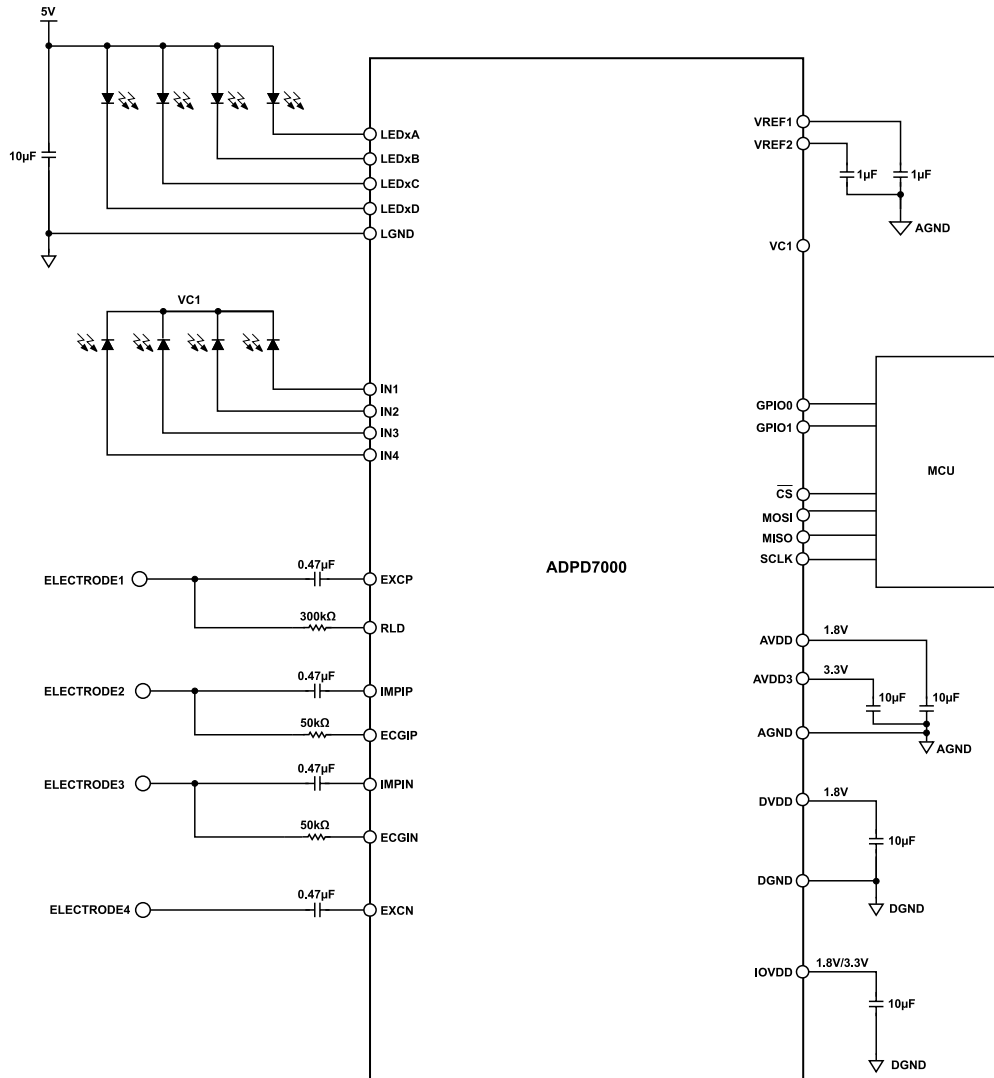 5V
10µF
LEDxA
LEDxB
LEDxC
LEDxD
LGND
VC1
IN1
IN2
IN3
IN4
ELECTRODE1
0.47µF
EXCP
300kΩ
RLD
ELECTRODE2
0.47µF
IMPIP
50kΩ
ECGIP
ELECTRODE3
0.47µF
IMPIN
50kΩ
ECGIN
ELECTRODE4
0.47µF
EXCN
ADPD7000
VREF1
VREF2
1µF
1µF
AGND
VC1
GPIO0
GPIO1
CS
MOSI
MISO
SCLK
MCU
AVDD
1.8V
AVDD3
3.3V
10µF
10µF
AGND
AGND
DVDD
1.8V
10µF
DGND
DGND
IOVDD
1.8V/3.3V
10µF
DGND